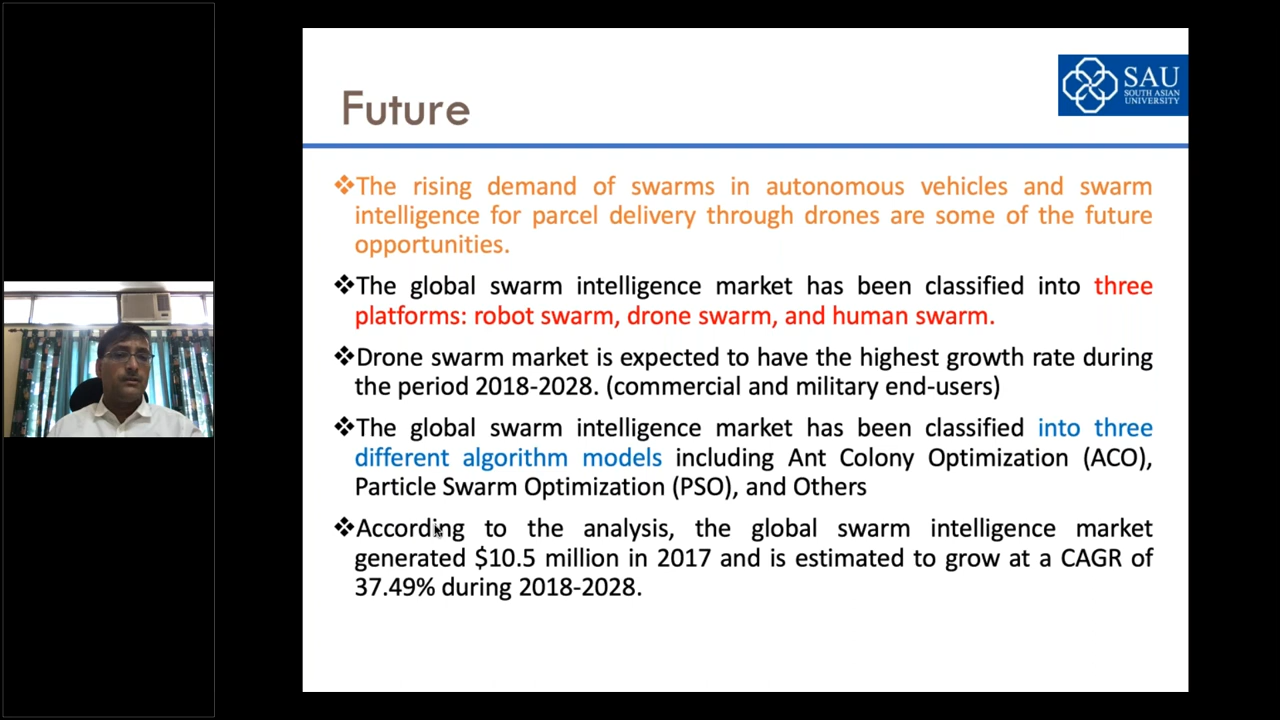 Future
SAU
SOUTH ASIAN
UNIVERSITY
❖The rising demand of swarms in autonomous vehicles and swarm
intelligence for parcel delivery through drones are some of the future
opportunities.
❖The global swarm intelligence market has been classified into three
platforms: robot swarm, drone swarm, and human swarm.
❖Drone swarm market is expected to have the highest growth rate during
the period 2018-2028. (commercial and military end-users)
❖The global swarm intelligence market has been classified into three
different algorithm models including Ant Colony Optimization (ACO),
Particle Swarm Optimization (PSO), and Others
❖According to the analysis, the global swarm intelligence market
generated $10.5 million in 2017 and is estimated to grow at a CAGR of
37.49% during 2018-2028.